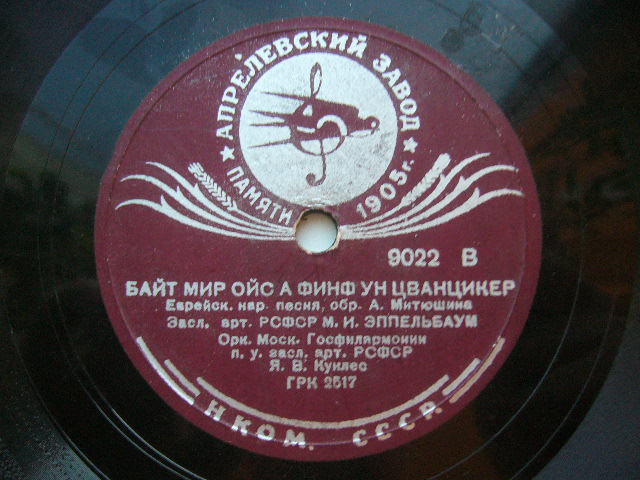 ★ АПРЕЛЕВСКИЙ ЗАВОД ★
ПАМЯТИ 1905 г.
9022 В
БАЙТ МИР ОЙС А ФИНФ УН ЦВАНЦИКЕР
Еврейск. нар. песня, обр. А. Митюшина
Засл. арт. РСФСР М. И. ЭППЕЛЬБАУМ
Орк. Моск. Госфилармонии
п. у. засл. арт. РСФСР
Я. В. Куклес
ГРК 2517
НКОМ. СССР